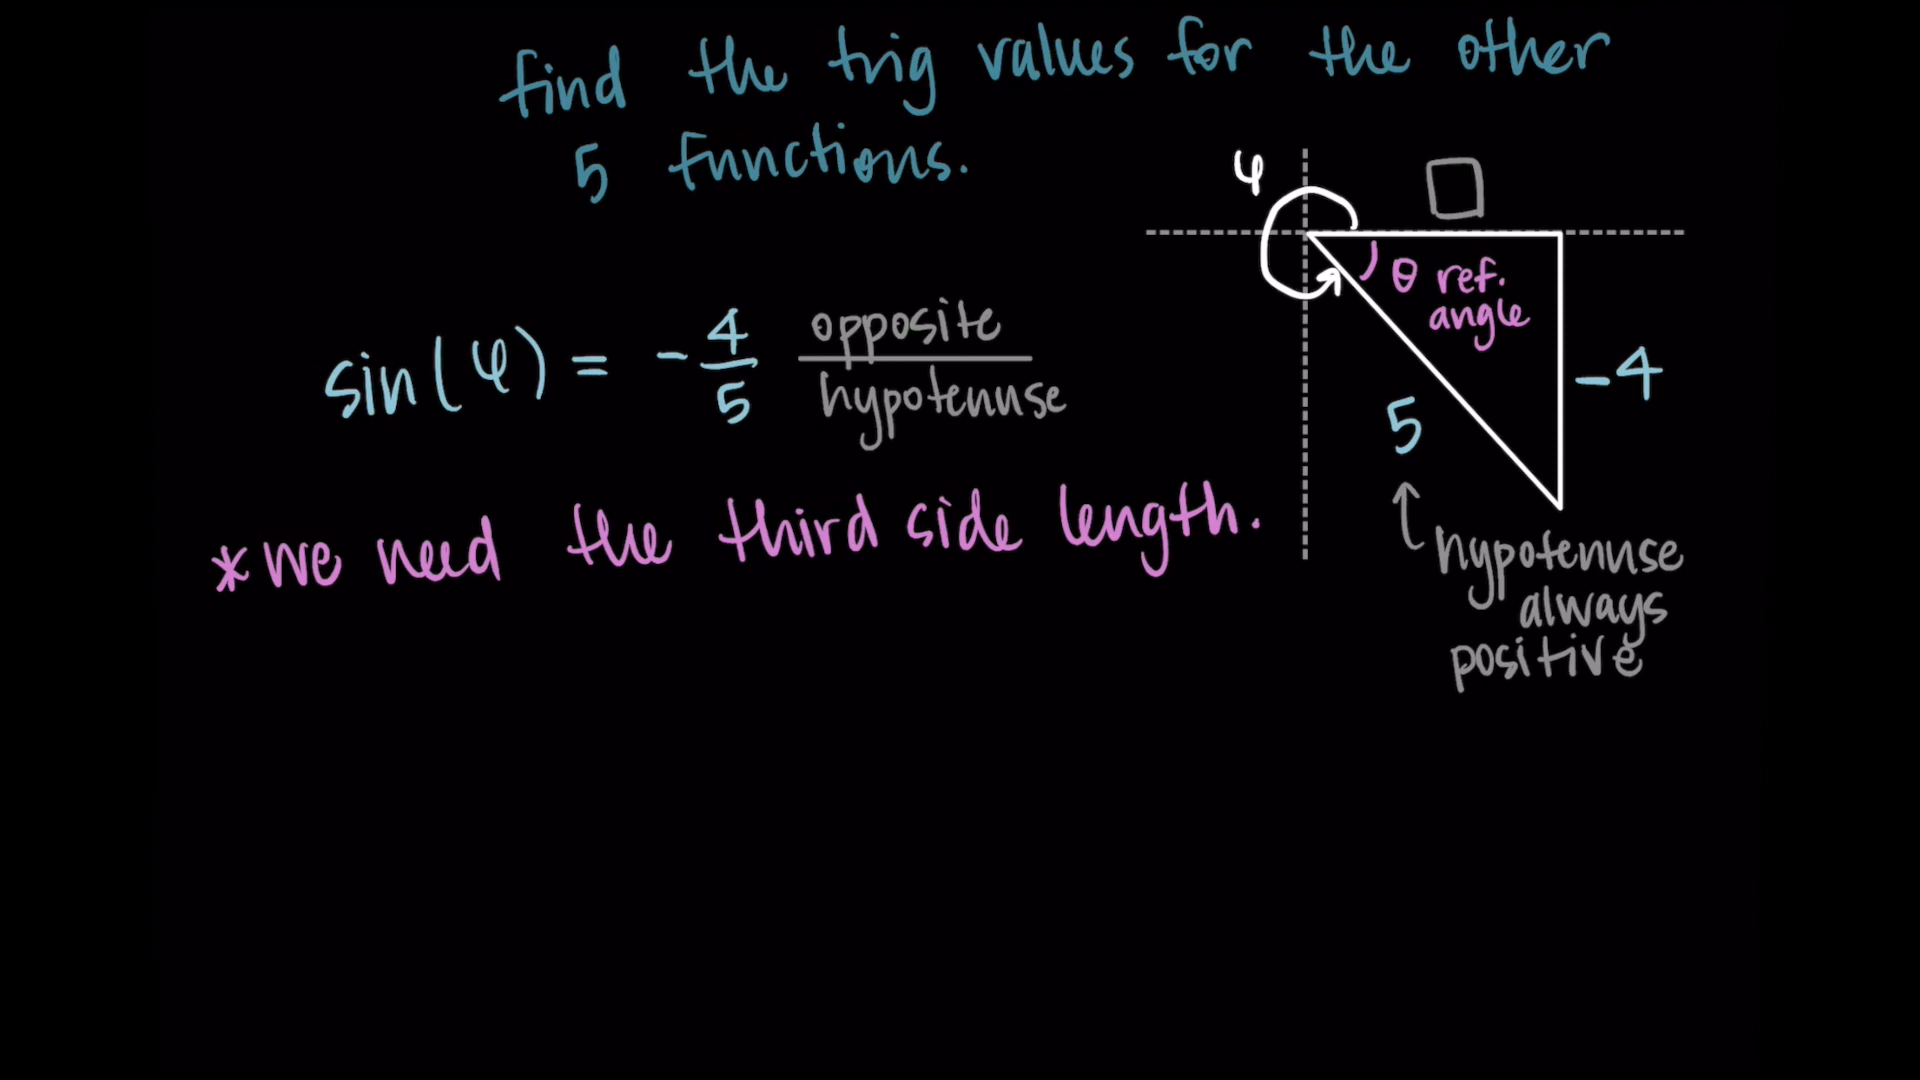 find the trig values for the other
5 functions.
φ
θ ref.
angle
sin(φ) = - 4/5 opposite/hypotenuse
-4
5
*we need the third side length.
hypotenuse
always
positive